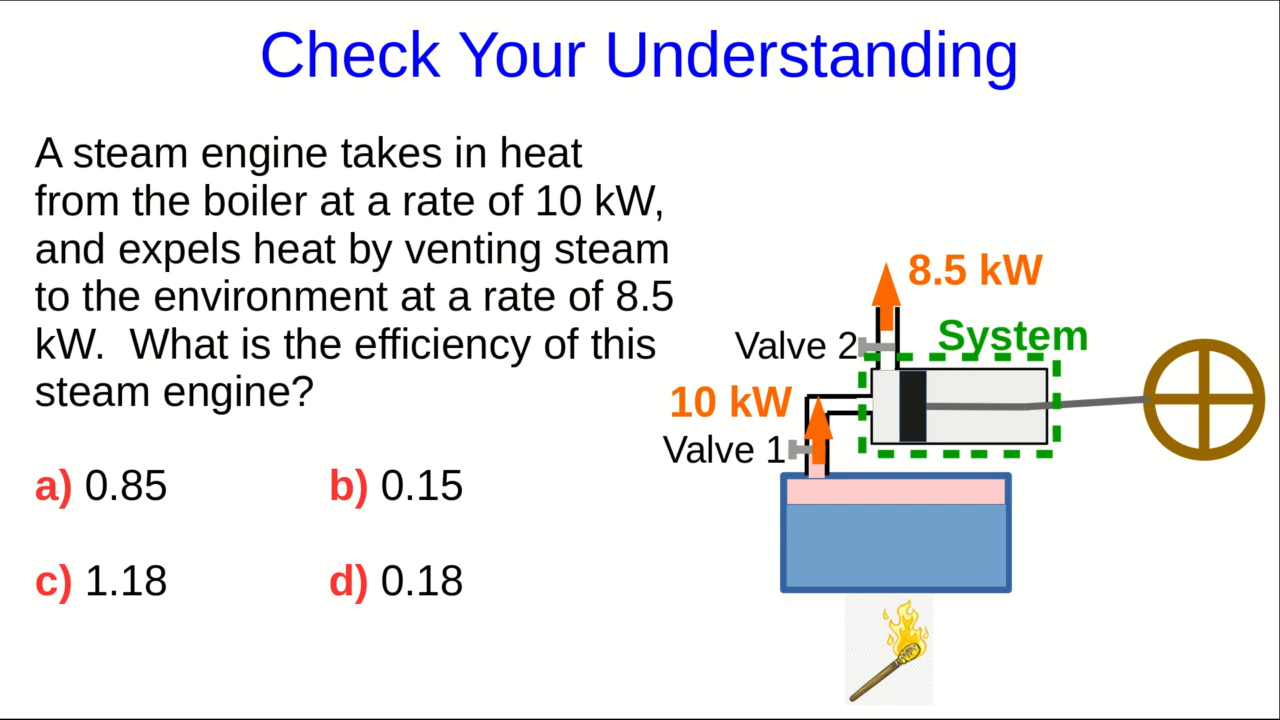 Check Your Understanding
A steam engine takes in heat
from the boiler at a rate of 10 kW,
and expels heat by venting steam
to the environment at a rate of 8.5
kW.  What is the efficiency of this
steam engine?
a) 0.85
b) 0.15
c) 1.18
d) 0.18
8.5 kW
System
Valve 2
10 kW
Valve 1